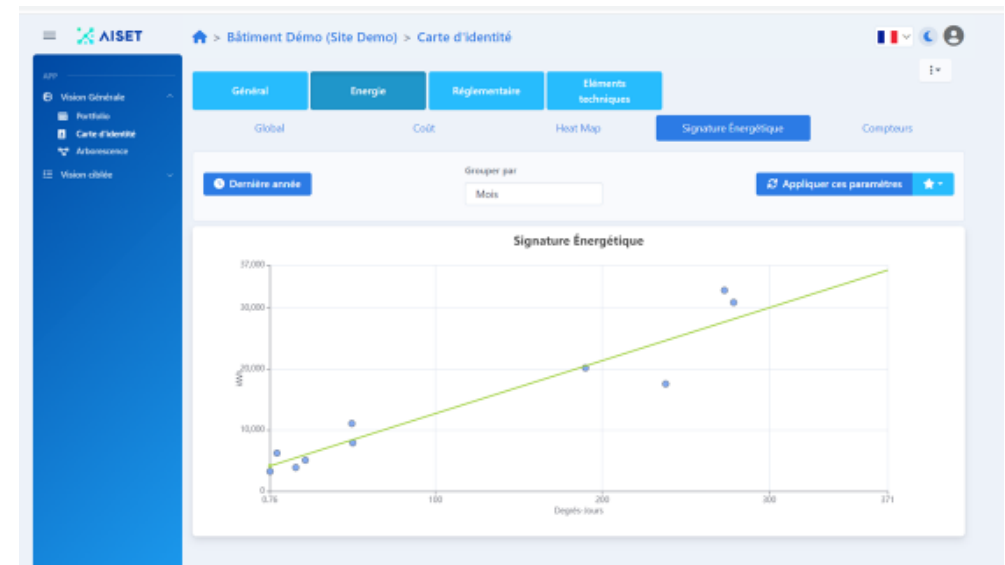 AISET
> Bâtiment Démo (Site Demo) > Carte d'identité
APP
Vision Générale
Portfolio
Carte d'identité
Arborescence
Vision ciblée
Général
Energie
Réglementaire
Eléments
techniques
Global
Coût
Heat Map
Signature Énergétique
Compteurs
Dernière année
Grouper par
Mois
Appliquer ces paramètres
Signature Énergétique
37,000
30,000
20,000
10,000
0
kWh
0.76
100
200
300
371
Degrés-Jours